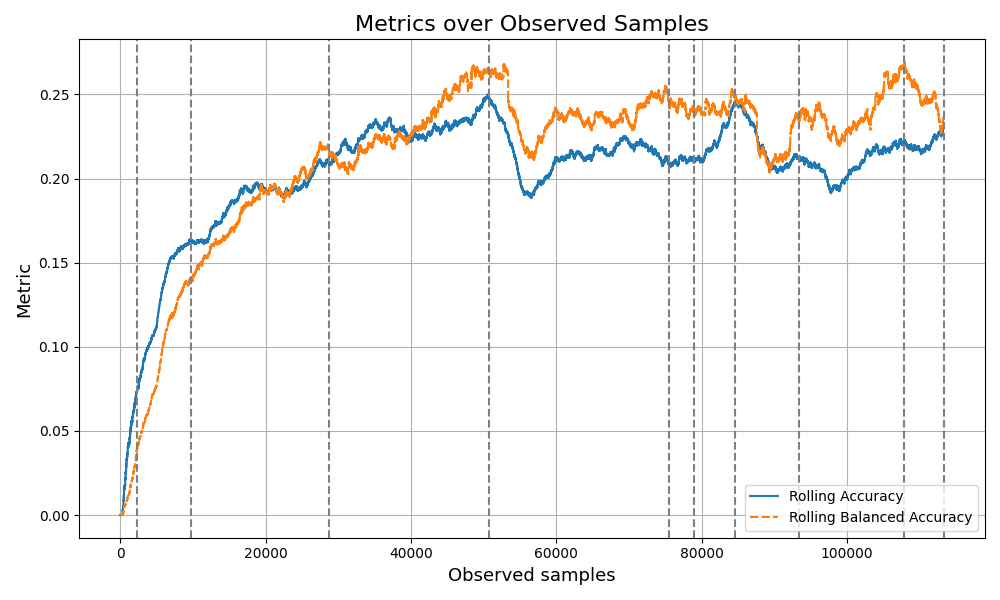 Metrics over Observed Samples
Metric
0.25
0.20
0.15
0.10
0.05
0.00
0
20000
40000
60000
80000
100000
Observed samples
Rolling Accuracy
Rolling Balanced Accuracy